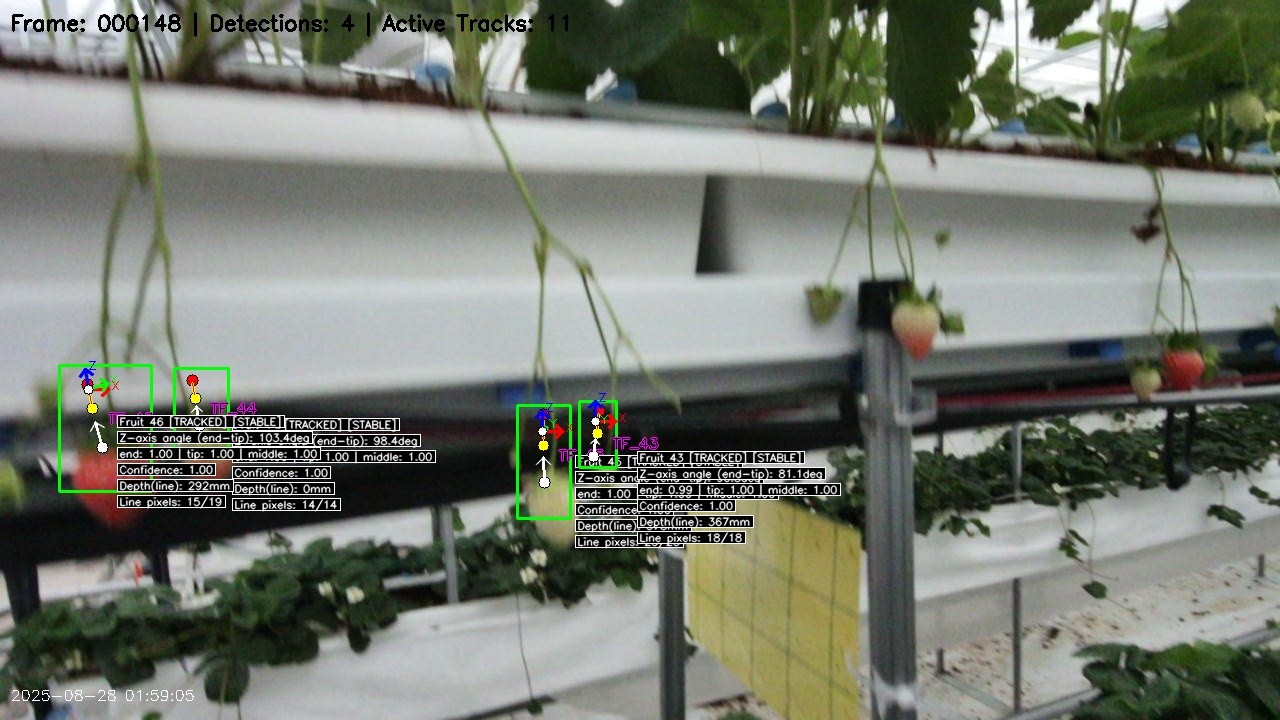 Frame: 000148 | Detections: 4 | Active Tracks: 11
Z
X
TF_44
Fruit 46 [TRACKED] [STABLE]
TRACKED] [STABLE]
Z-axis angle (end-tip): 103.4deg
(end-tip): 98.4deg
end: 1.00 | tip: 1.00 | middle: 1.00
1.00 | middle: 1.00
Confidence: 1.00
Confidence: 1.00
Depth(line): 292mm
Depth(line): 0mm
Line pixels: 15/19
Line pixels: 14/14
Z
X
TF_43
Fruit 43 [TRACKED] [STABLE]
Z-axis angle (end-tip): 81.1deg
end: 1.00
end: 0.99 | tip: 1.00 | middle: 1.00
Confidence
Confidence: 1.00
Depth(line)
Depth(line): 367mm
Line pixels:
Line pixels: 18/18
2025-08-28 01:59:05